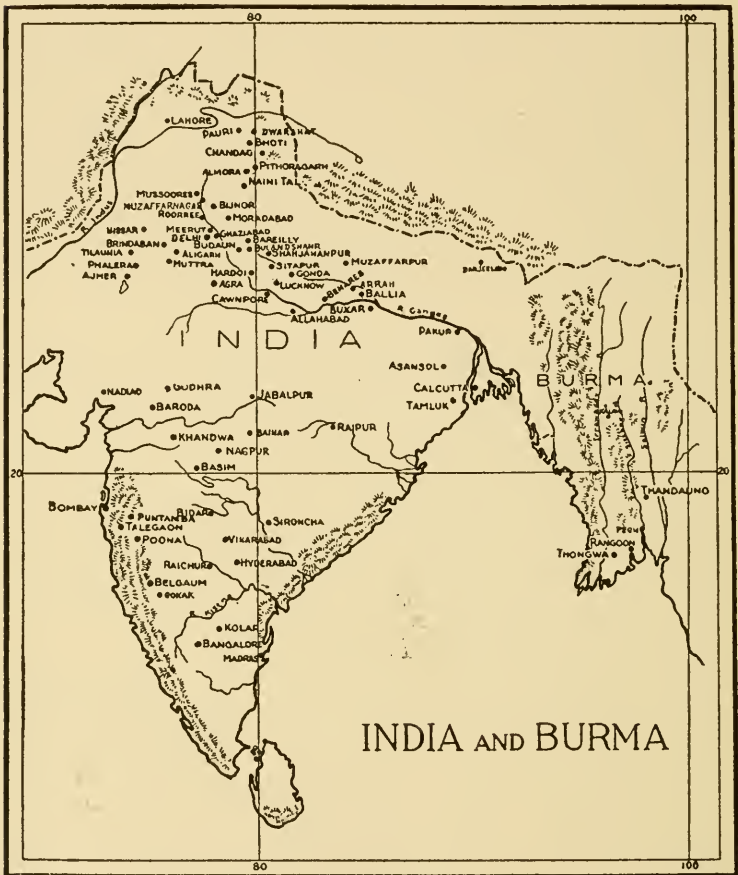 80
100
LAHORE
PAURI
DWARAHAT
BHOTI
CHANDAG
PITHORAGARH
ALMORA
NAINI TAL
MUSSOOREE
MUZAFFARNAGAR
BIJNOR
ROORKEE
MORADABAD
R. Indus
HISSAR
MEERUT
GHAZIABAD
DELHI
BRINDABAN
BUDAUN
BAREILLY
BULANDSHAHR
TILAUNIA
ALIGARH
SHAHJAHANPUR
PHALERA
MUTTRA
SITAPUR
MUZAFFARPUR
DARJEELING
AJMER
HARDOI
GONDA
AGRA
LUCKNOW
BENARES
ARRAH
CAWNPORE
BALLIA
BUXAR
R. Ganges
ALLAHABAD
INDIA
PAKUR
ASANSOL
BURMA
NADIAD
GODHRA
JABALPUR
CALCUTTA
BARODA
TAMLUK
KHANDWA
RAIPUR
NAGPUR
BASIM
20
20
BOMBAY
THANDAUNG
PUNTAMBA
BIDAR
SIRONCHA
TALEGAON
POONA
VIKARABAD
PEGU
RANGOON
RAICHUR
HYDERABAD
THONGWA
BELGAUM
GOKAK
KOLAR
BANGALORE
MADRAS
INDIA AND BURMA
80
100